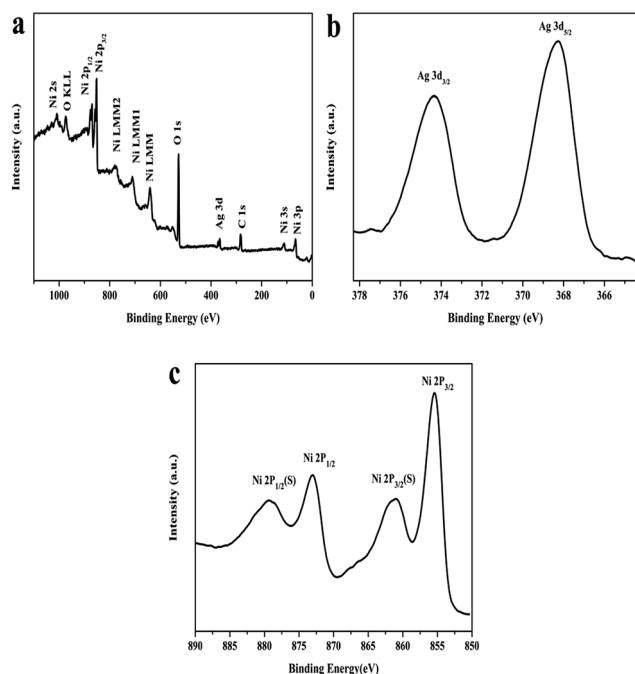 a
Ni 2s
O KLL
Ni 2p1/2
Ni 2p3/2
Ni LMM2
Ni LMM1
Ni LMM
O 1s
Ag 3d
C 1s
Ni 3s
Ni 3p
Intensity (a.u.)
1000 800 600 400 200 0
Binding Energy (eV)
b
Ag 3d3/2
Ag 3d5/2
Intensity (a.u.)
378 376 374 372 370 368 366
Binding Energy (eV)
c
Ni 2P1/2(S)
Ni 2P1/2
Ni 2P3/2(S)
Ni 2P3/2
Intensity (a.u.)
890 885 880 875 870 865 860 855 850
Binding Energy(eV)